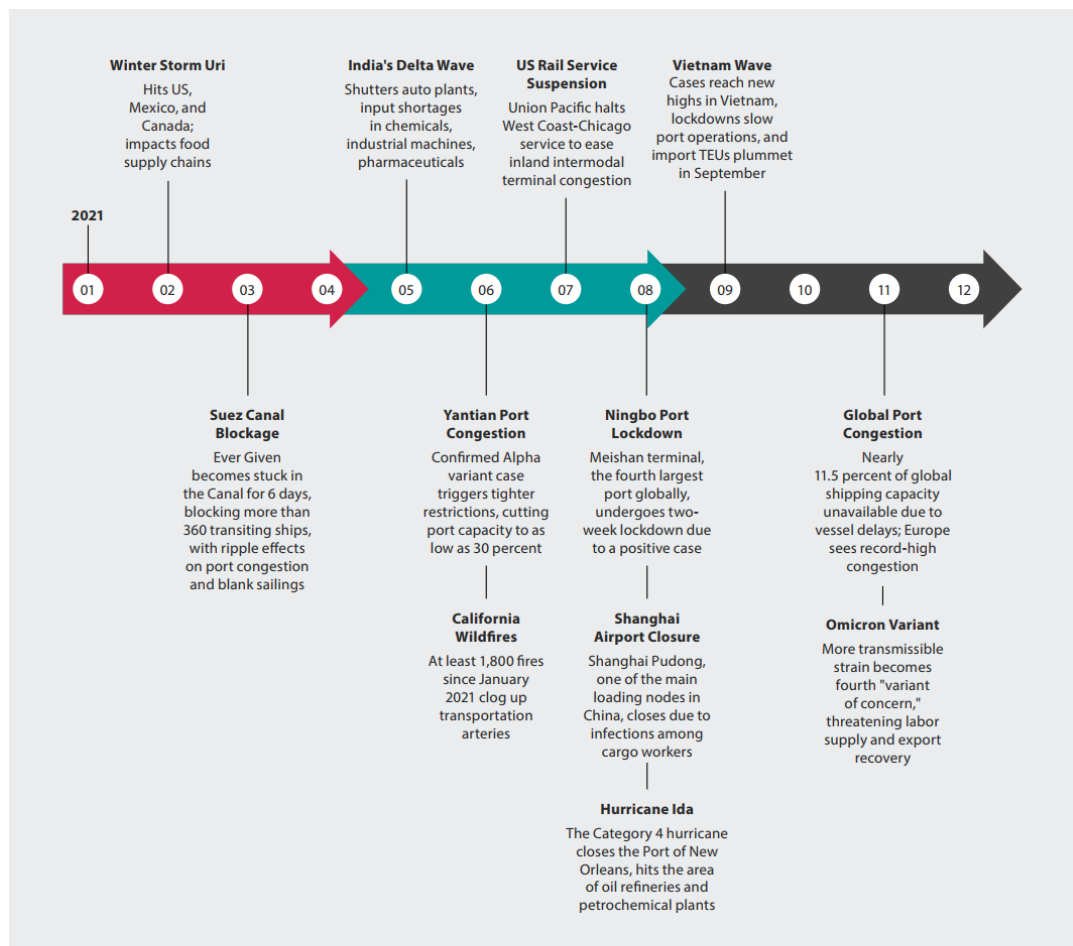 Winter Storm Uri
Hits US,
Mexico, and
Canada;
impacts food
supply chains
India's Delta Wave
Shutters auto plants,
input shortages
in chemicals,
industrial machines,
pharmaceuticals
US Rail Service
Suspension
Union Pacific halts
West Coast-Chicago
service to ease
inland intermodal
terminal congestion
Vietnam Wave
Cases reach new
highs in Vietnam,
lockdowns slow
port operations, and
import TEUs plummet
in September
2021
01
02
03
04
05
06
07
08
09
10
11
12
Suez Canal
Blockage
Ever Given
becomes stuck in
the Canal for 6 days,
blocking more than
360 transiting ships,
with ripple effects
on port congestion
and blank sailings
Yantian Port
Congestion
Confirmed Alpha
variant case
triggers tighter
restrictions, cutting
port capacity to as
low as 30 percent
California
Wildfires
At least 1,800 fires
since January
2021 clog up
transportation
arteries
Ningbo Port
Lockdown
Meishan terminal,
the fourth largest
port globally,
undergoes two-
week lockdown due
to a positive case
Shanghai
Airport Closure
Shanghai Pudong,
one of the main
loading nodes in
China, closes due to
infections among
cargo workers
Hurricane Ida
The Category 4 hurricane
closes the Port of New
Orleans, hits the area
of oil refineries and
petrochemical plants
Global Port
Congestion
Nearly
11.5 percent of global
shipping capacity
unavailable due to
vessel delays; Europe
sees record-high
congestion
Omicron Variant
More transmissible
strain becomes
fourth "variant
of concern,"
threatening labor
supply and export
recovery